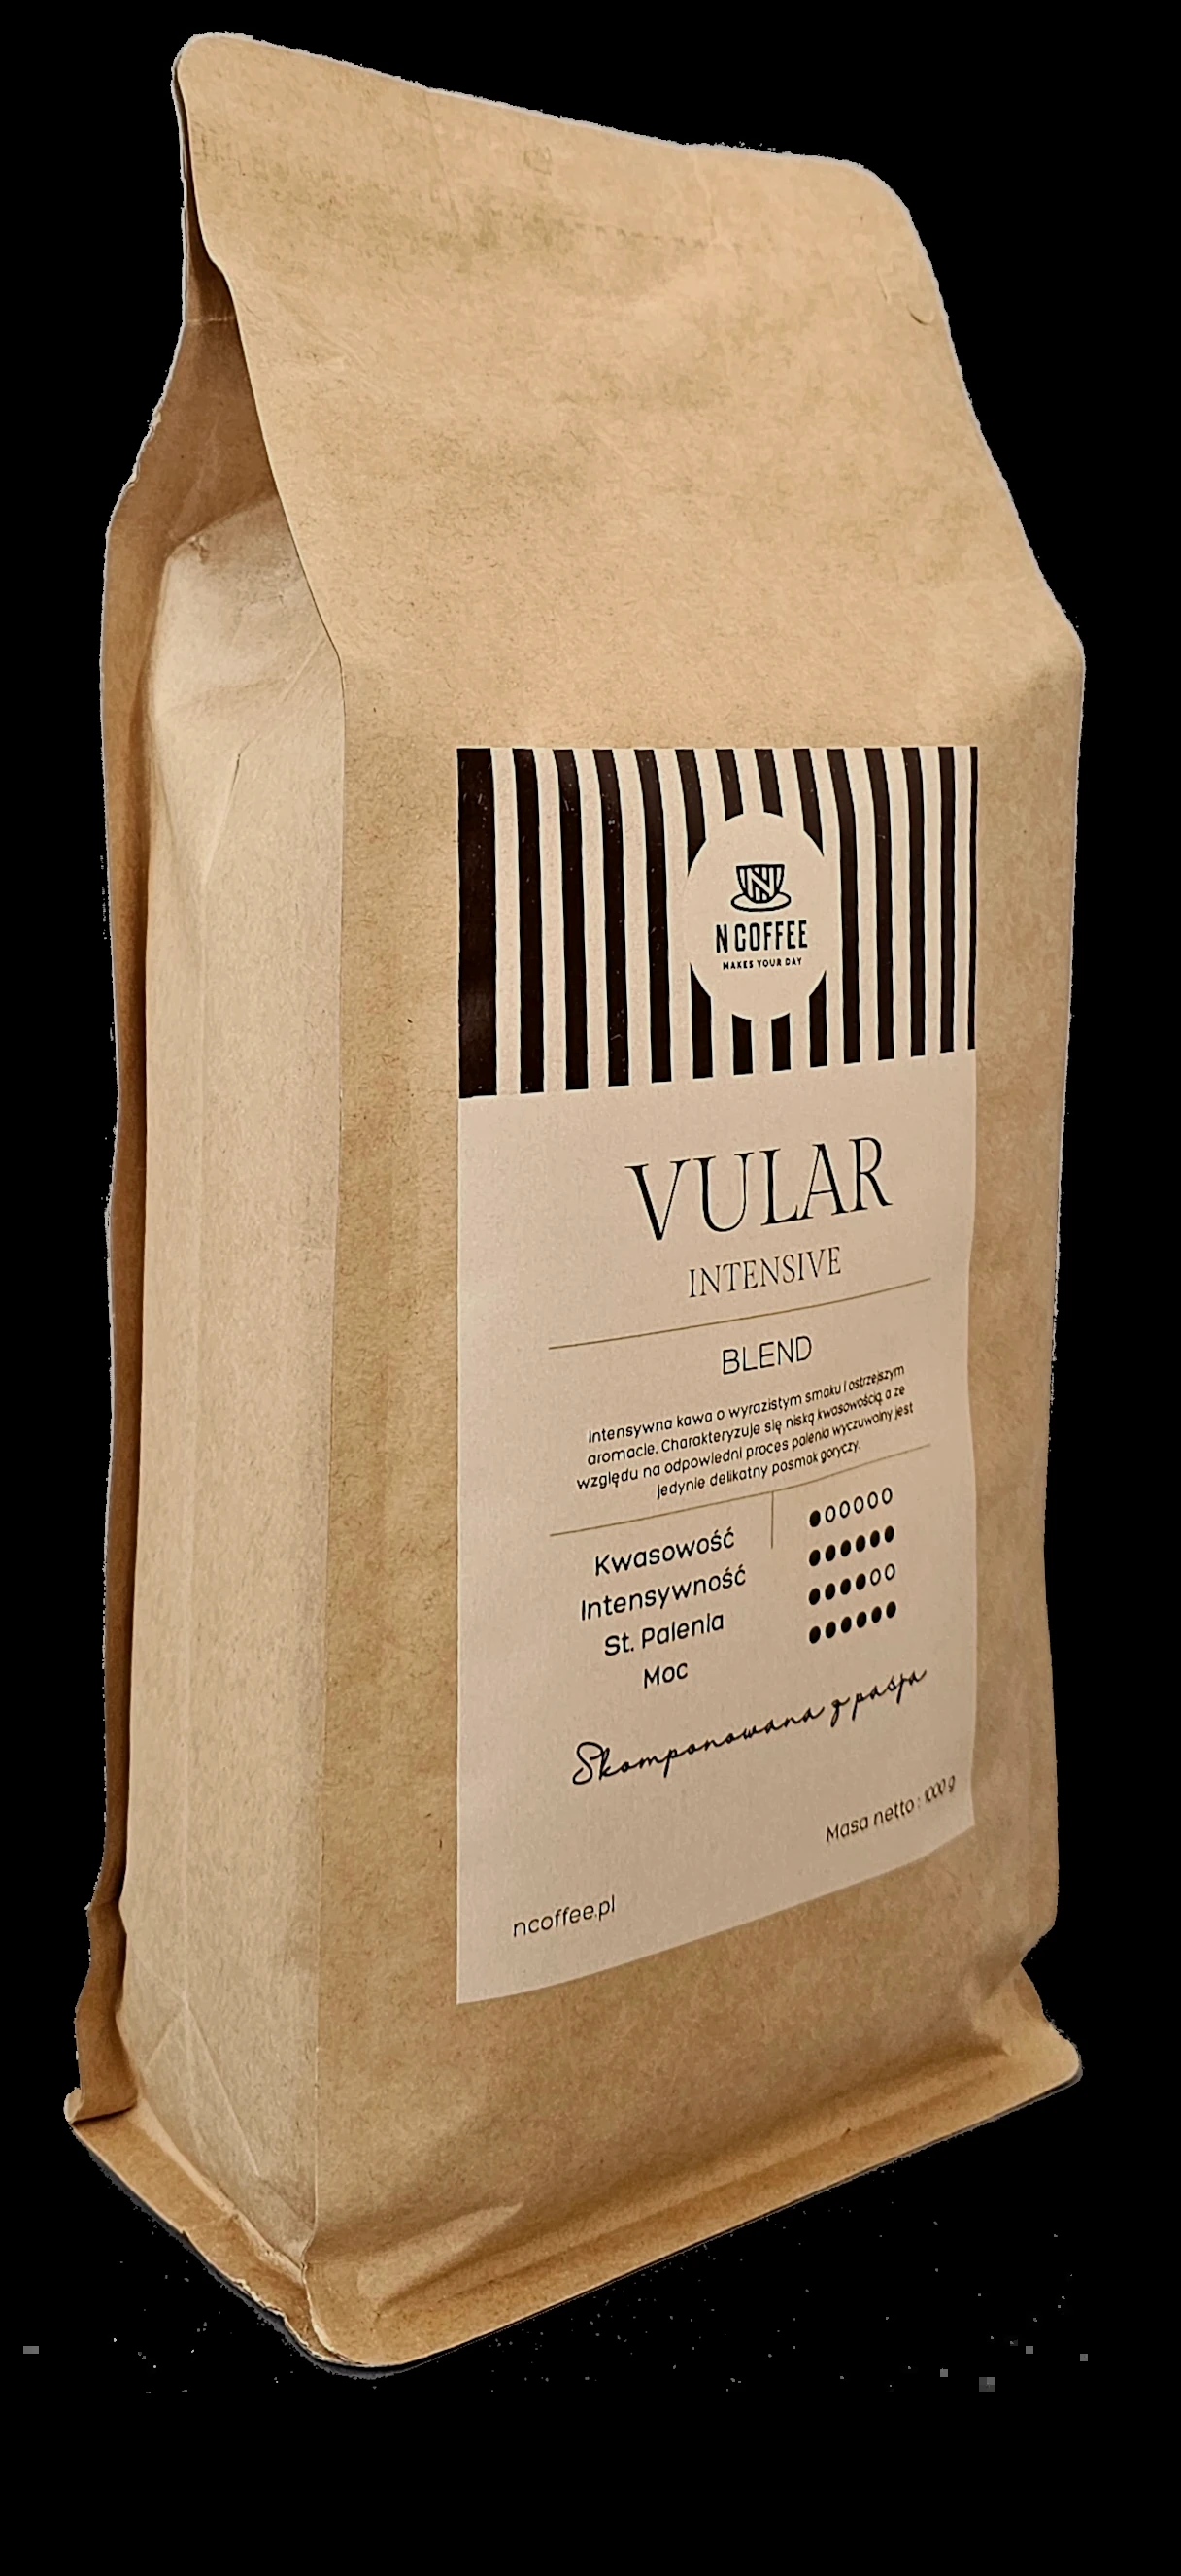 N COFFEE
MAKES YOUR DAY
VULAR
INTENSIVE
BLEND
Intensywna kawa o wyrazistym smaku i ostrzejszym
aromacie. Charakteryzuje się niską kwasowością, a ze
względu na odpowiedni proces palenia wyczuwalny jest
jedynie delikatny posmak goryczy.
Kwasowość
Intensywność
St. Palenia
Moc
Skomponowana z pasją
Masa netto : 1000 g
ncoffee.pl